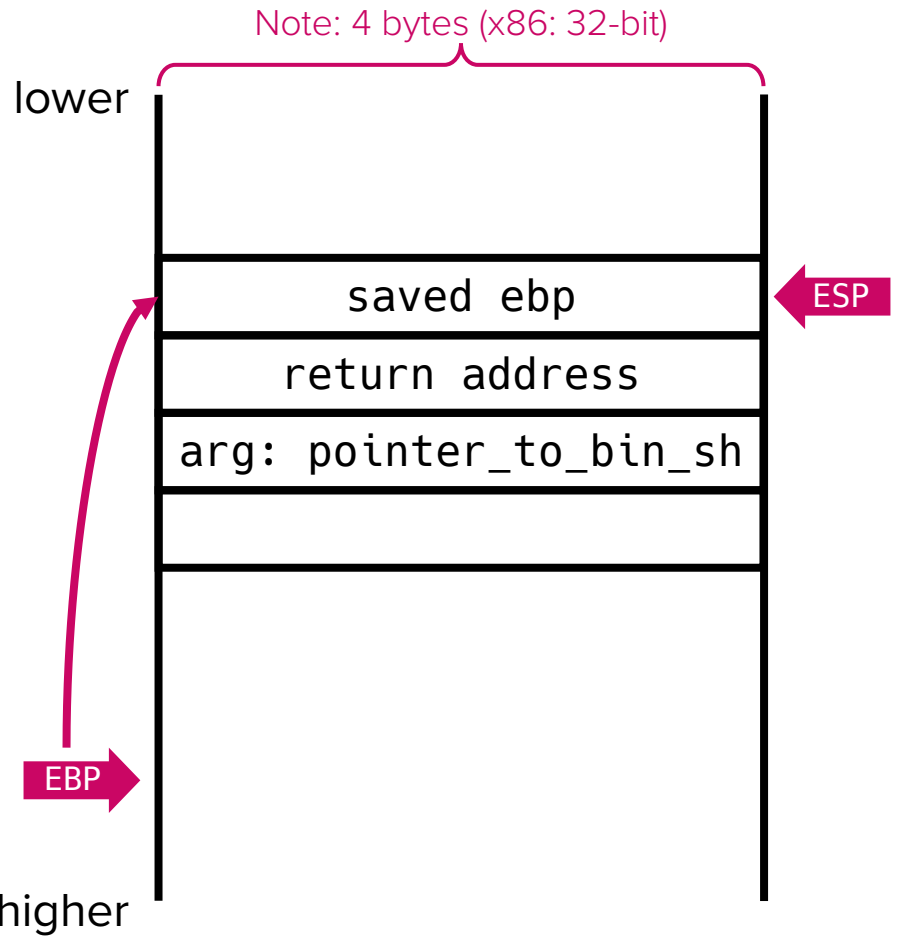 Note: 4 bytes (x86: 32-bit)
lower
saved ebp
ESP
return address
arg: pointer_to_bin_sh
EBP
higher